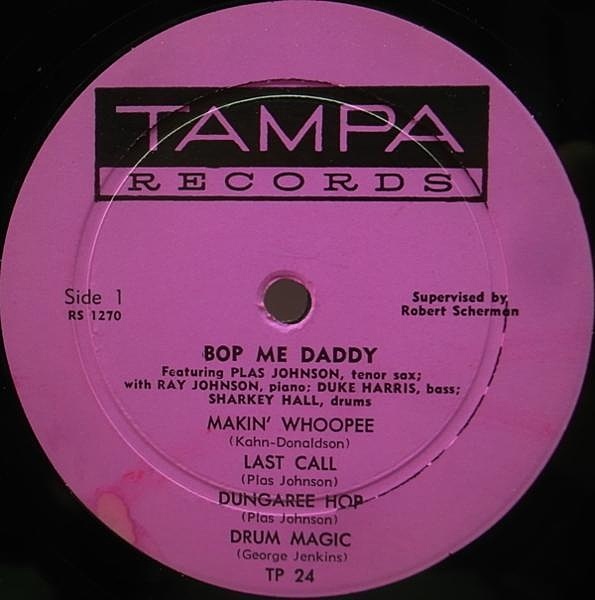 TAMPA
RECORDS
Side 1
RS 1270
Supervised by
Robert Scherman
BOP ME DADDY
Featuring PLAS JOHNSON, tenor sax;
with RAY JOHNSON, piano; DUKE HARRIS, bass;
SHARKEY HALL, drums
MAKIN' WHOOPEE
(Kahn-Donaldson)
LAST CALL
(Plas Johnson)
DUNGAREE HOP
(Plas Johnson)
DRUM MAGIC
(George Jenkins)
TP 24